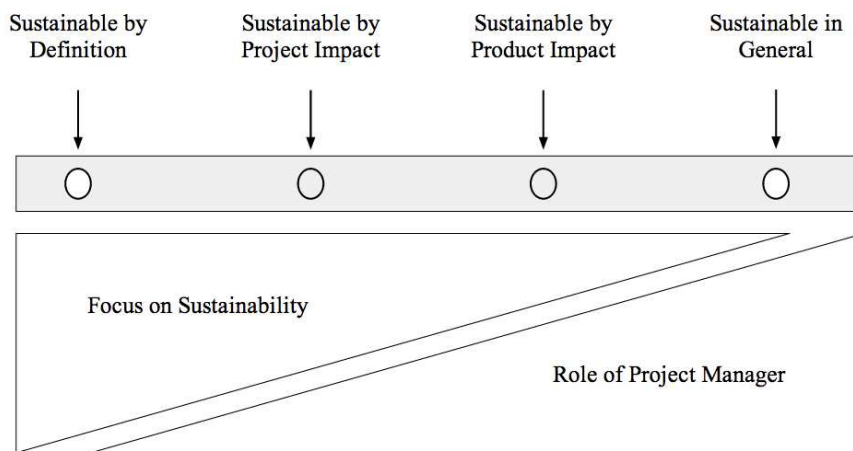 Sustainable by
Definition
Sustainable by
Project Impact
Sustainable by
Product Impact
Sustainable in
General
Focus on Sustainability
Role of Project Manager